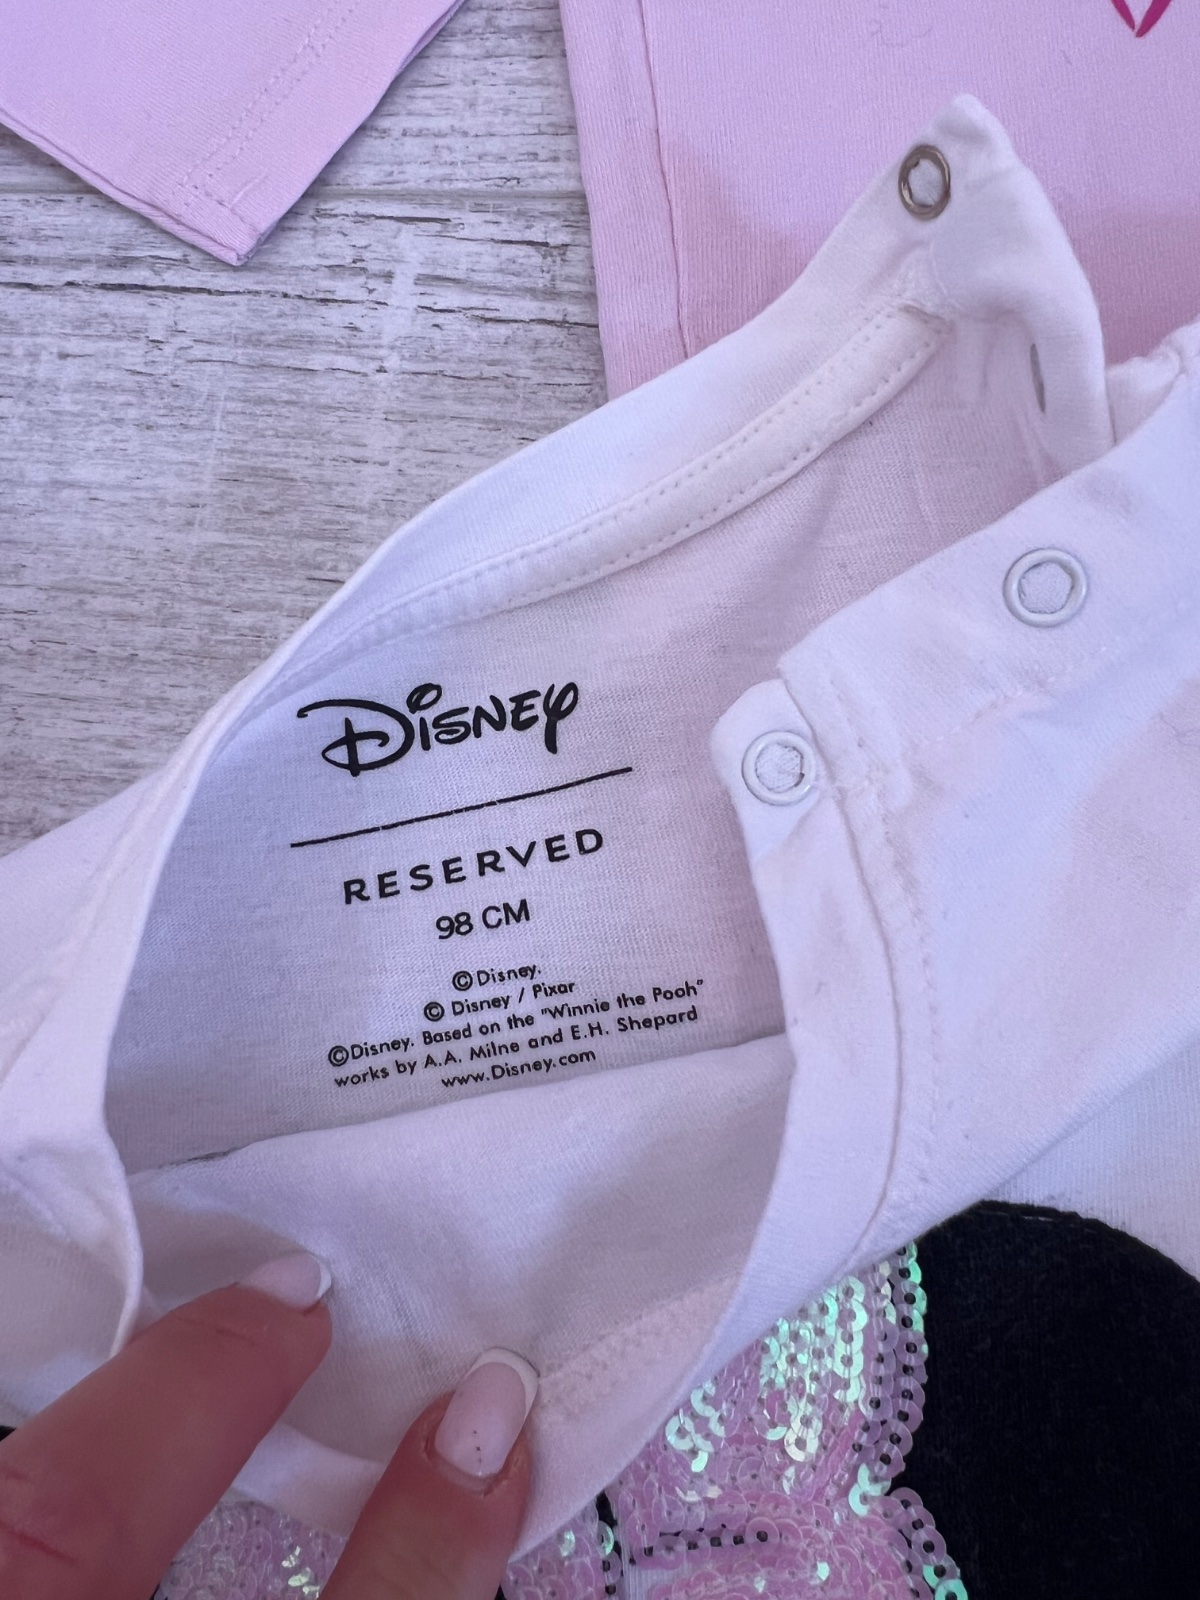 Disney
RESERVED
98 CM
©Disney.
© Disney / Pixar
©Disney. Based on the "Winnie the Pooh"
works by A.A. Milne and E.H. Shepard
www.Disney.com